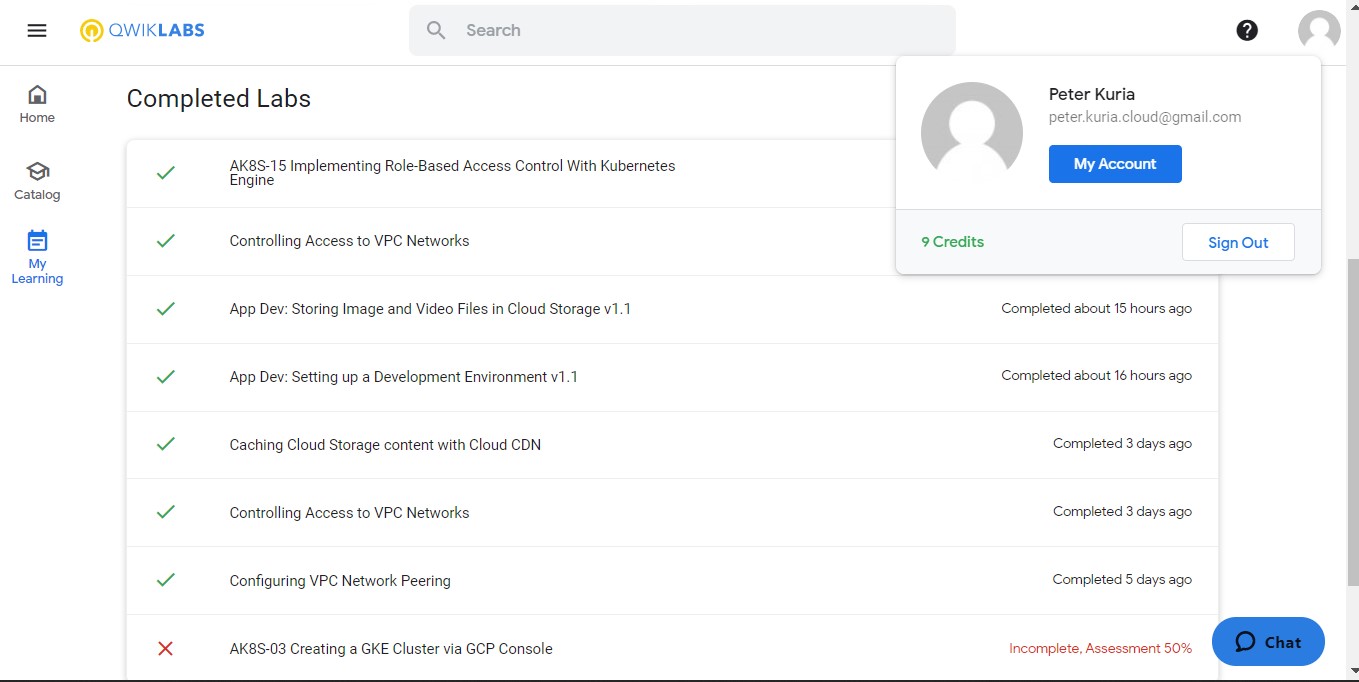 QWIKLABS
Search
?
Peter Kuria
peter.kuria.cloud@gmail.com
My Account
9 Credits
Sign Out
Home
Catalog
My
Learning
Completed Labs
AK8S-15 Implementing Role-Based Access Control With Kubernetes
Engine
Controlling Access to VPC Networks
App Dev: Storing Image and Video Files in Cloud Storage v1.1
Completed about 15 hours ago
App Dev: Setting up a Development Environment v1.1
Completed about 16 hours ago
Caching Cloud Storage content with Cloud CDN
Completed 3 days ago
Controlling Access to VPC Networks
Completed 3 days ago
Configuring VPC Network Peering
Completed 5 days ago
AK8S-03 Creating a GKE Cluster via GCP Console
Incomplete, Assessment 50%
Chat